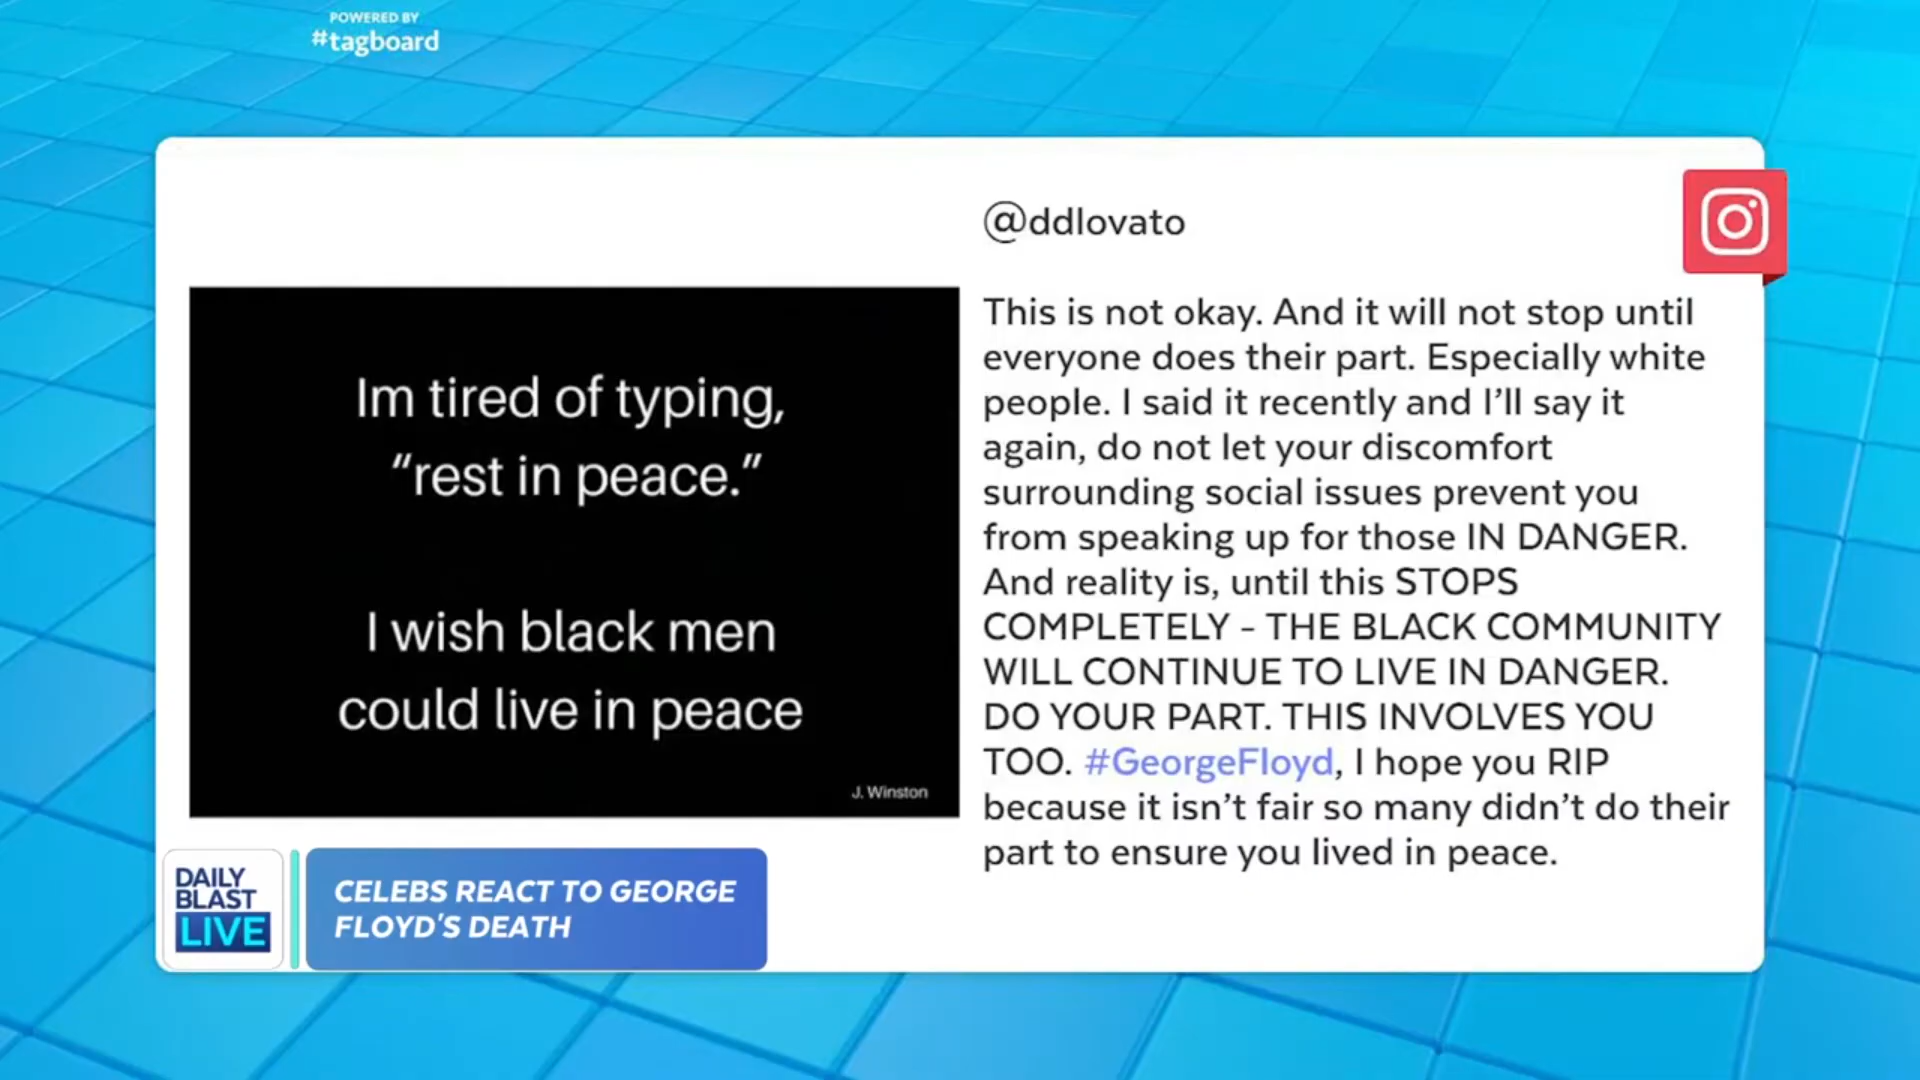 POWERED BY
#tagboard
@ddlovato
Im tired of typing,
“rest in peace.”
I wish black men
could live in peace
J. Winston
This is not okay. And it will not stop until
everyone does their part. Especially white
people. I said it recently and I’ll say it
again, do not let your discomfort
surrounding social issues prevent you
from speaking up for those IN DANGER.
And reality is, until this STOPS
COMPLETELY - THE BLACK COMMUNITY
WILL CONTINUE TO LIVE IN DANGER.
DO YOUR PART. THIS INVOLVES YOU
TOO. #GeorgeFloyd, I hope you RIP
because it isn’t fair so many didn’t do their
part to ensure you lived in peace.
DAILY
BLAST
LIVE
CELEBS REACT TO GEORGE
FLOYD'S DEATH